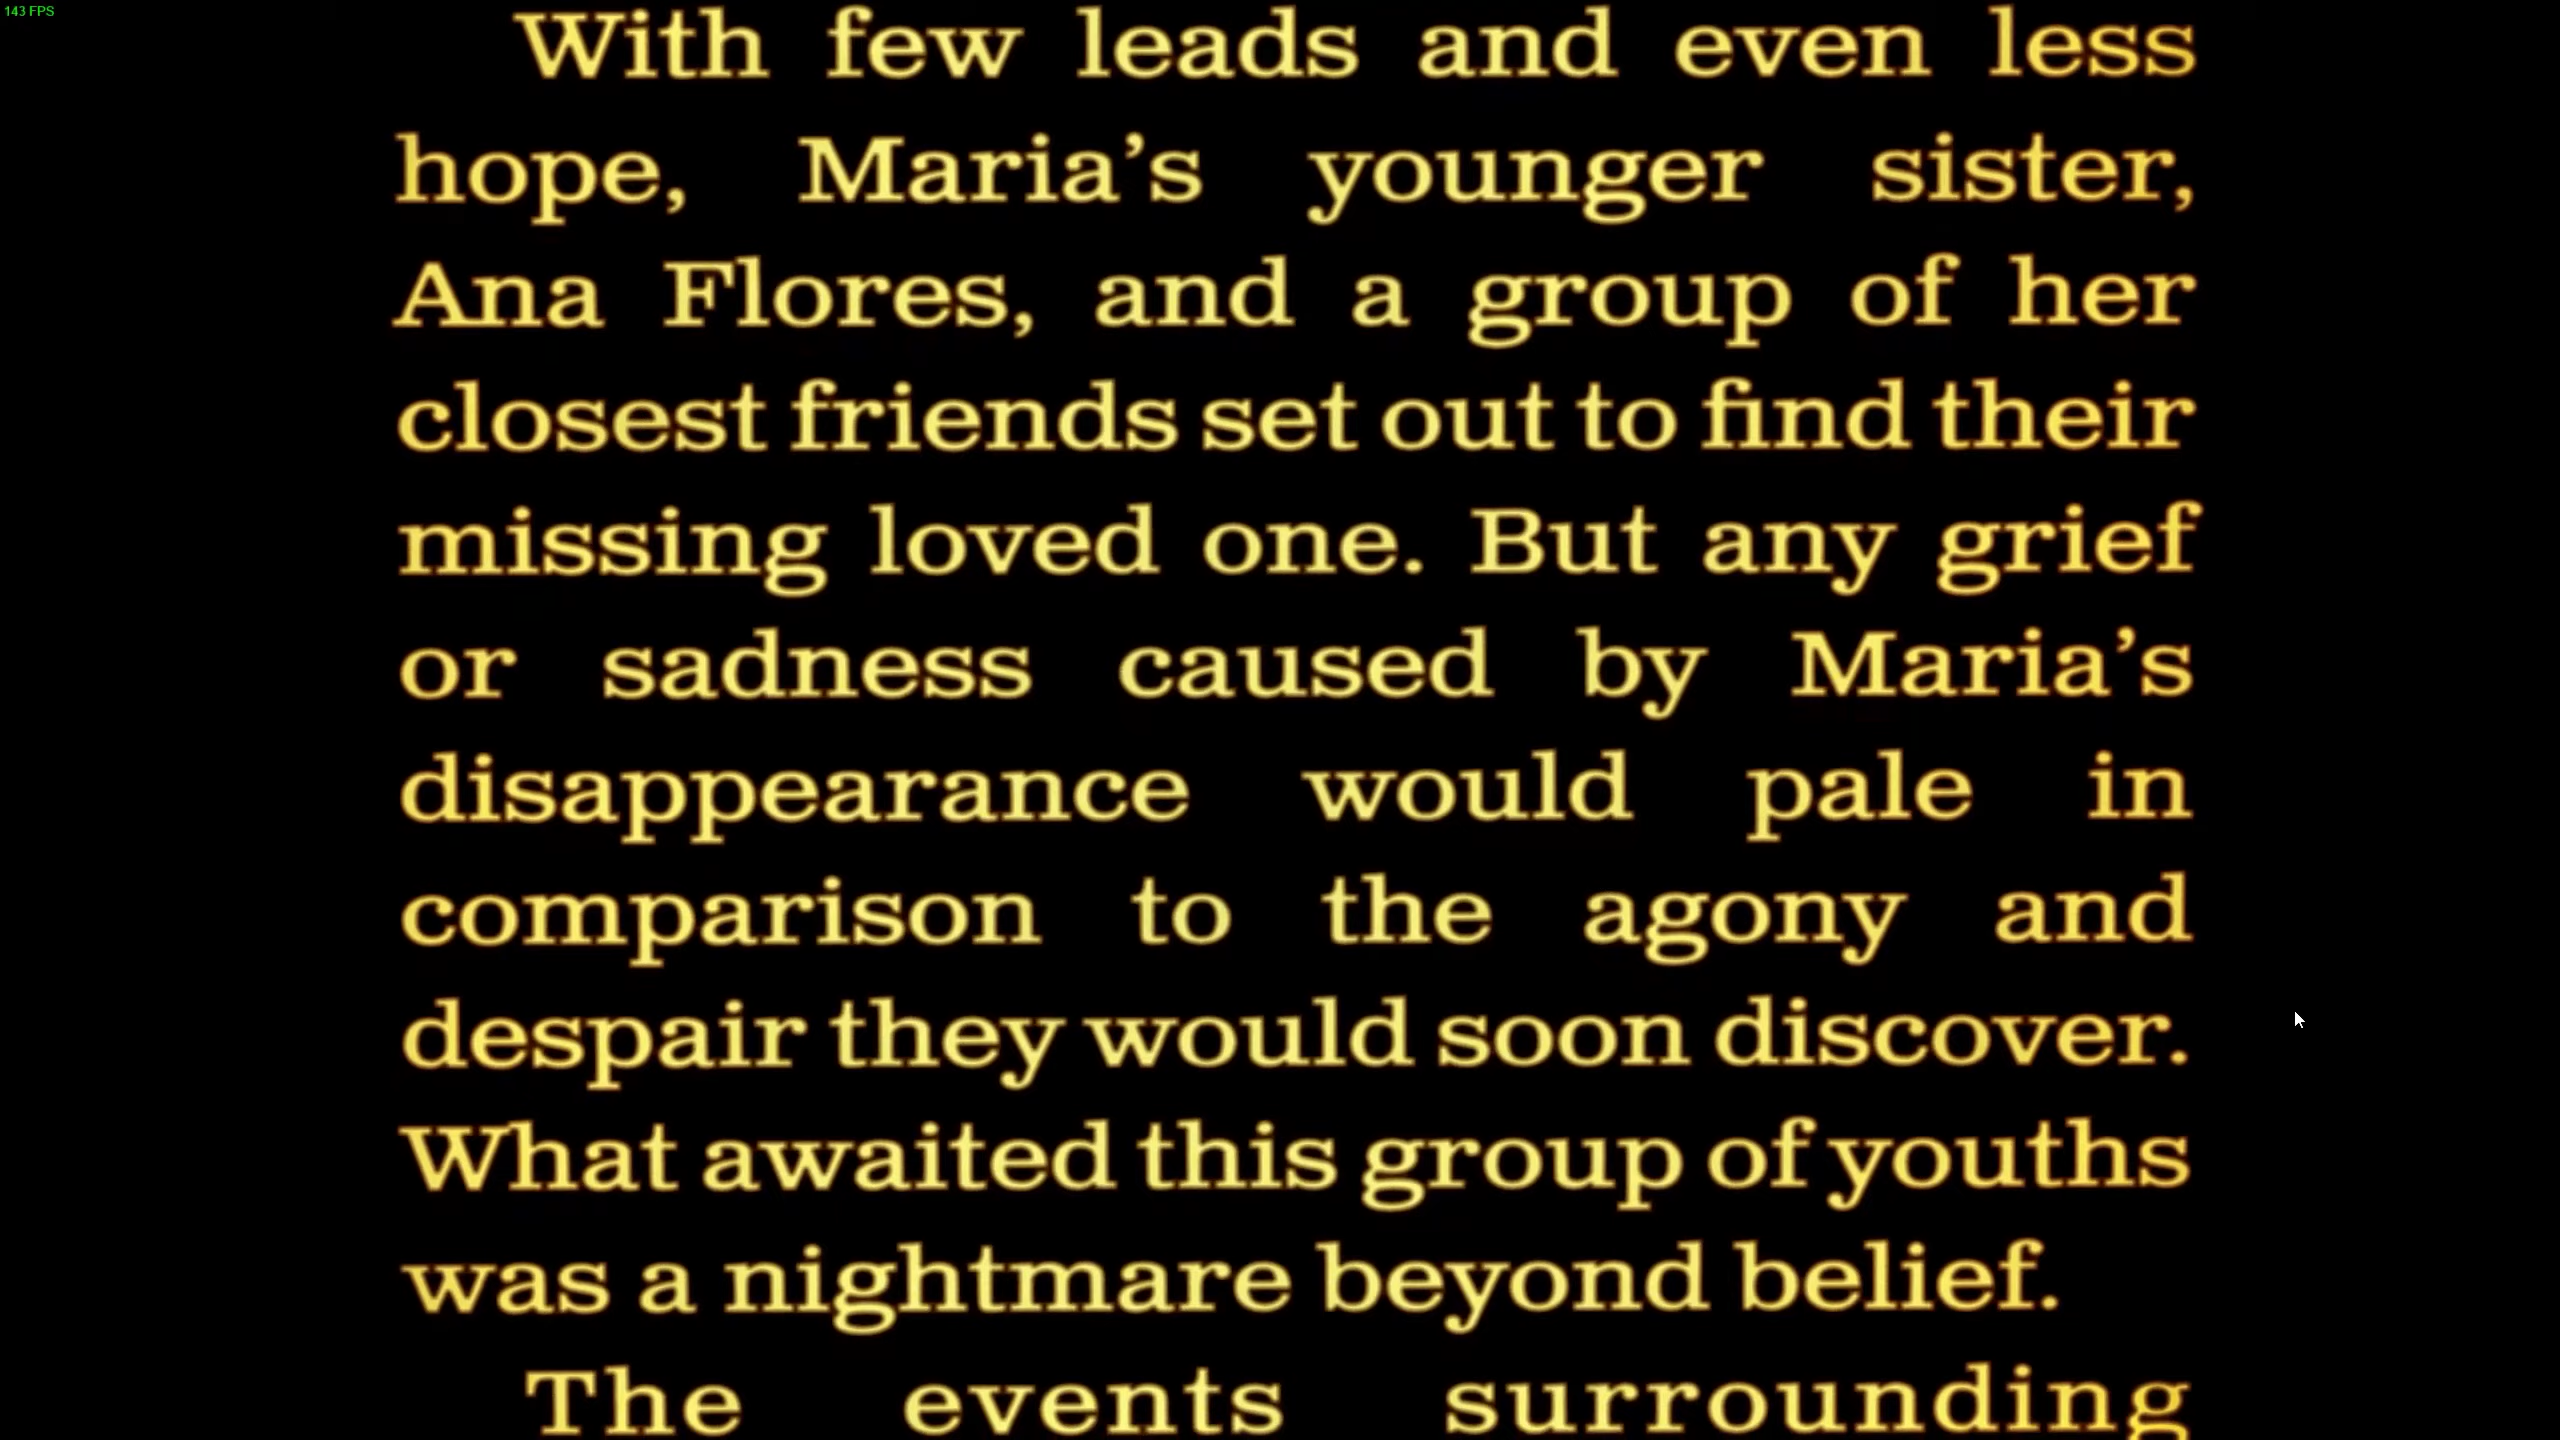 143 FPS
With few leads and even less
hope, Maria’s younger sister,
Ana Flores, and a group of her
closest friends set out to find their
missing loved one. But any grief
or sadness caused by Maria’s
disappearance would pale in
comparison to the agony and
despair they would soon discover.
What awaited this group of youths
was a nightmare beyond belief.
The events surrounding